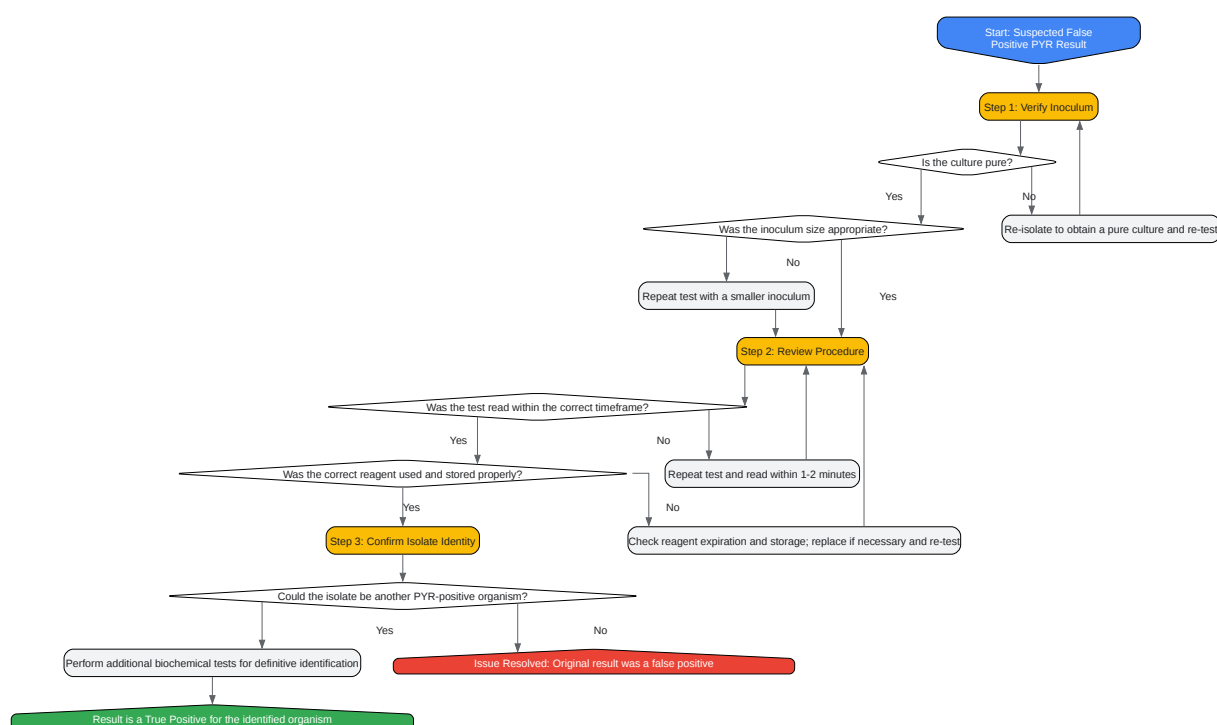 Start: Suspected False
Positive PYR Result
Step 1: Verify Inoculum
Is the culture pure?
Yes
No
Was the inoculum size appropriate?
Re-isolate to obtain a pure culture and re-test
No
Repeat test with a smaller inoculum
Yes
Step 2: Review Procedure
Was the test read within the correct timeframe?
Yes
No
Was the correct reagent used and stored properly?
Repeat test and read within 1-2 minutes
Yes
No
Step 3: Confirm Isolate Identity
Check reagent expiration and storage; replace if necessary and re-test
Could the isolate be another PYR-positive organism?
Yes
No
Perform additional biochemical tests for definitive identification
Issue Resolved: Original result was a false positive
Result is a True Positive for the identified organism